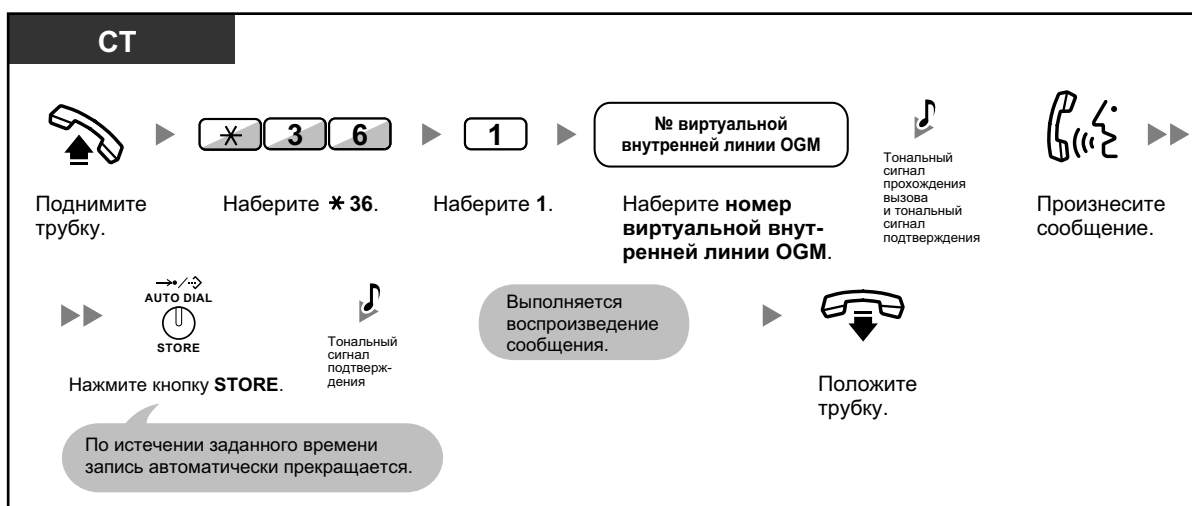 СТ
✳ 3 6
1
№ виртуальной
внутренней линии OGM
Тональный
сигнал
прохождения
вызова
и тональный
сигнал
подтверждения
Поднимите
трубку.
Наберите ✳ 36.
Наберите 1.
Наберите номер
виртуальной внут-
ренней линии OGM.
Произнесите
сообщение.
AUTO DIAL
STORE
Нажмите кнопку STORE.
Тональный
сигнал
подтверж-
дения
Выполняется
воспроизведение
сообщения.
Положите
трубку.
По истечении заданного времени
запись автоматически прекращается.